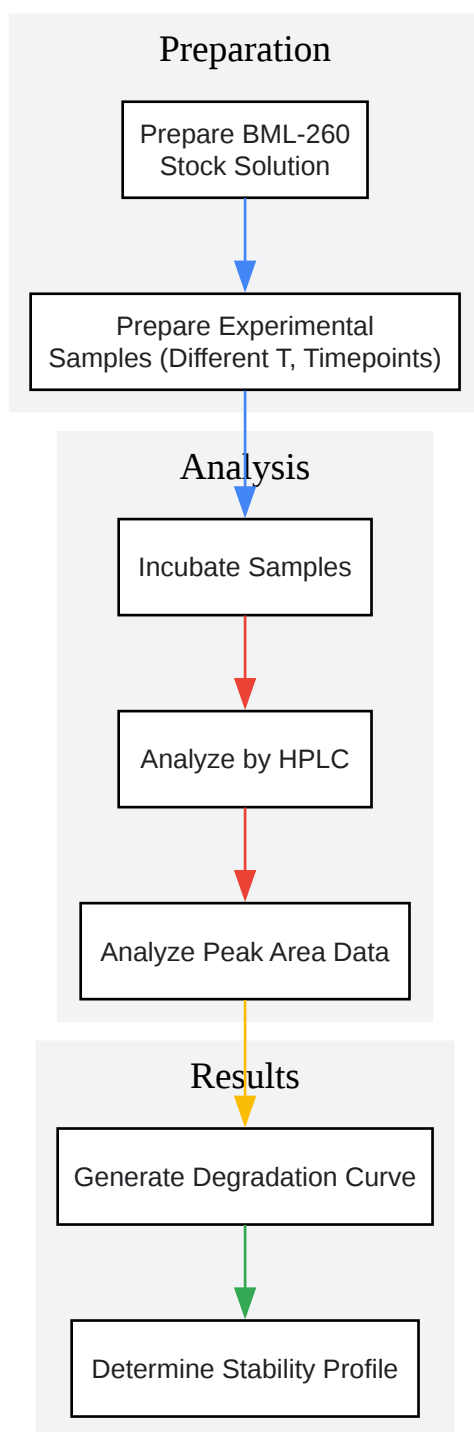 Preparation
Prepare BML-260
Stock Solution
Prepare Experimental
Samples (Different T, Timepoints)
Analysis
Incubate Samples
Analyze by HPLC
Analyze Peak Area Data
Results
Generate Degradation Curve
Determine Stability Profile